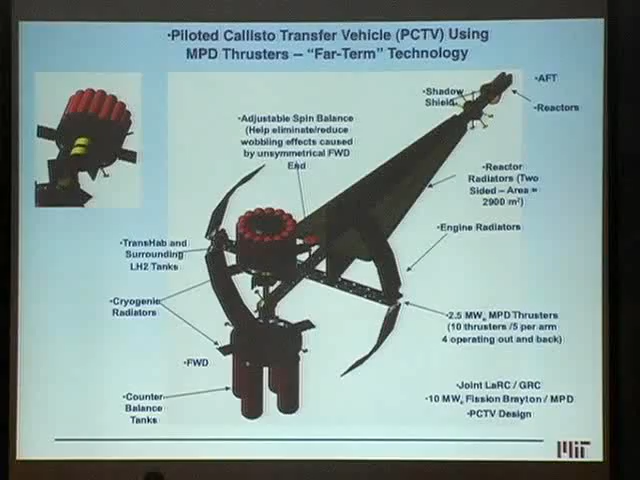 •Piloted Callisto Transfer Vehicle (PCTV) Using
MPD Thrusters – “Far-Term” Technology
•AFT
•Shadow
Shield
•Reactors
•Adjustable Spin Balance
(Help eliminate/reduce
wobbling effects caused
by unsymmetrical FWD
End
•Reactor
Radiators (Two
Sided – Area =
2900 m²)
•Engine Radiators
•TransHab and
Surrounding
LH2 Tanks
•Cryogenic
Radiators
•2.5 MWe MPD Thrusters
(10 thrusters /5 per arm
4 operating out and back)
•FWD
•Counter
Balance
Tanks
•Joint LaRC / GRC
•10 MWe Fission Brayton / MPD
•PCTV Design
MIT